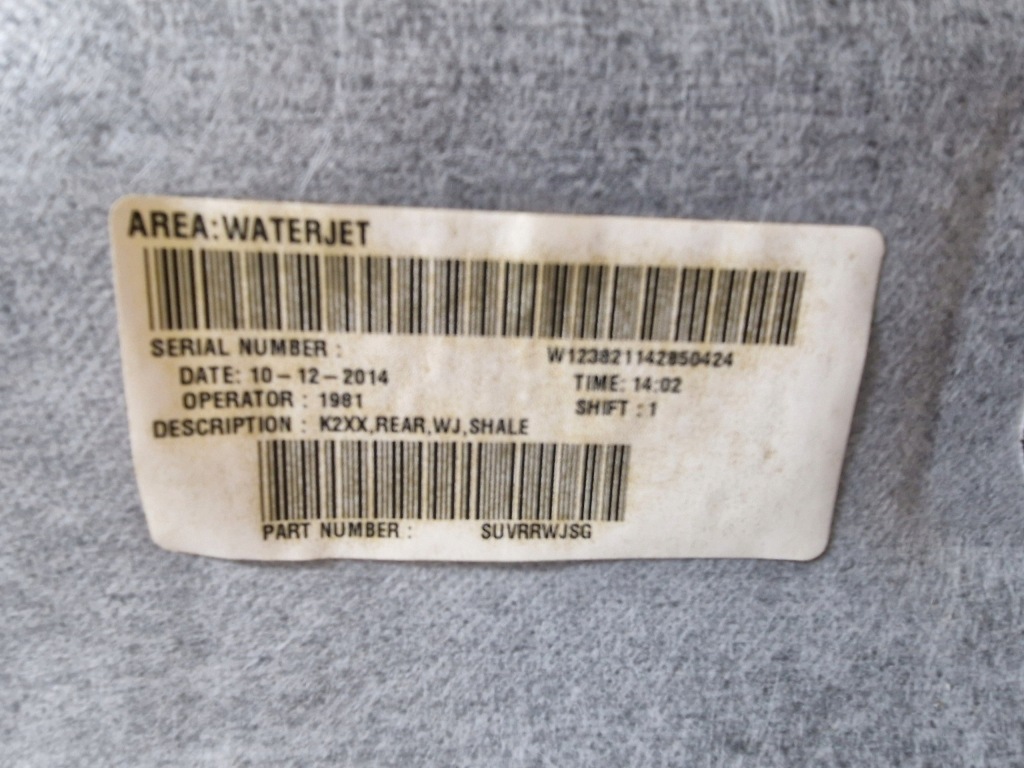 AREA:WATERJET
SERIAL NUMBER : W123821142850424
DATE: 10-12-2014 TIME: 14:02
OPERATOR : 1981 SHIFT : 1
DESCRIPTION : K2XX,REAR,WJ,SHALE
PART NUMBER : SUVRRWJSG